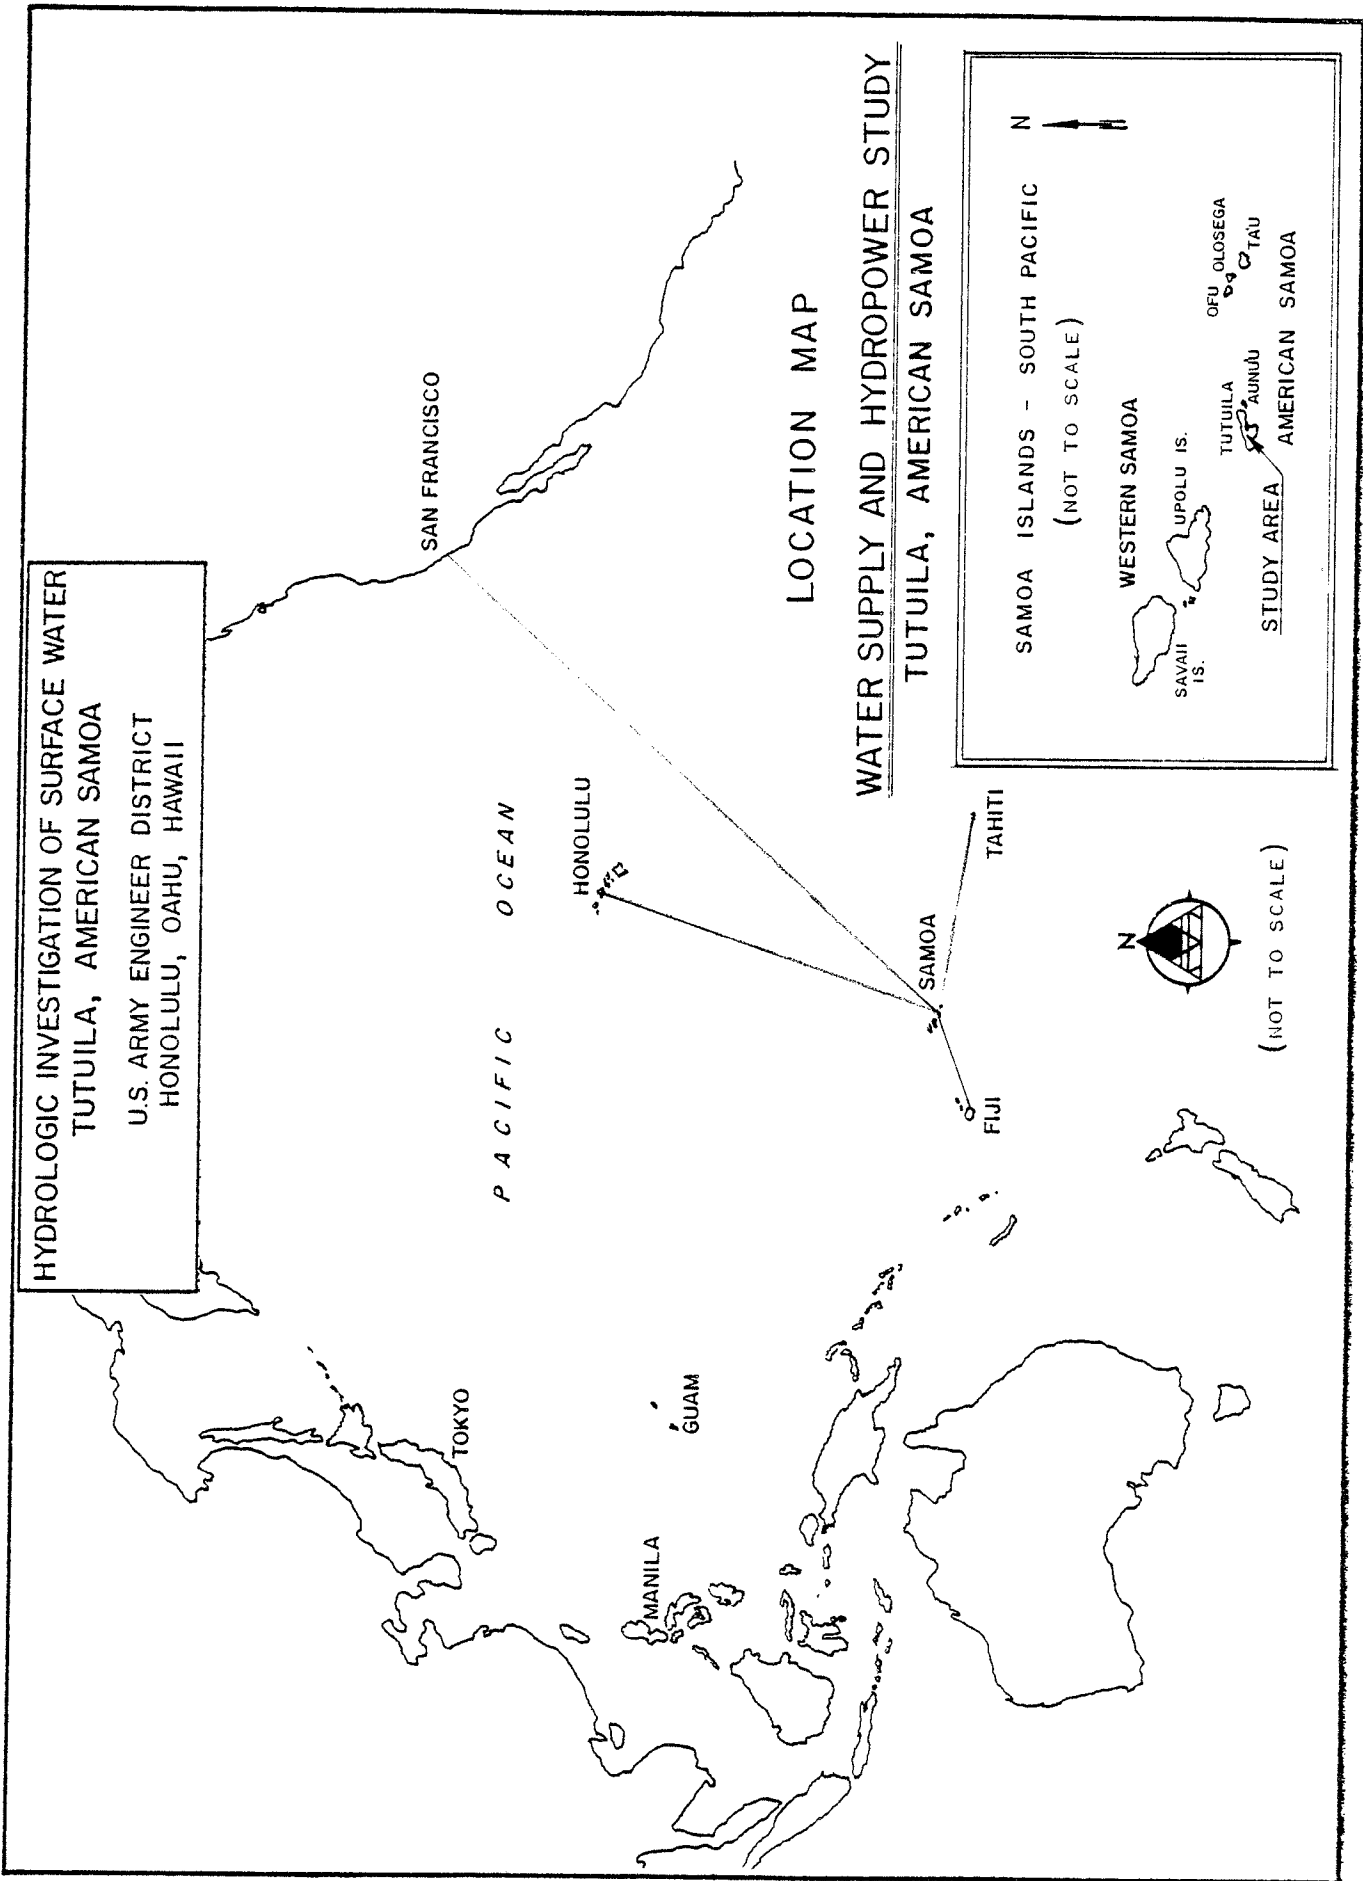 HYDROLOGIC INVESTIGATION OF SURFACE WATER
TUTUILA, AMERICAN SAMOA
U.S. ARMY ENGINEER DISTRICT
HONOLULU, OAHU, HAWAII
SAN FRANCISCO
TOKYO
PACIFIC OCEAN
HONOLULU
MANILA
GUAM
SAMOA
FIJI
TAHITI
N
(NOT TO SCALE)
LOCATION MAP
WATER SUPPLY AND HYDROPOWER STUDY
TUTUILA, AMERICAN SAMOA
SAMOA ISLANDS - SOUTH PACIFIC
(NOT TO SCALE)
N
WESTERN SAMOA
SAVAII
IS.
UPOLU IS.
TUTUILA
AUNUU
OFU
OLOSEGA
TA'U
STUDY AREA
AMERICAN SAMOA